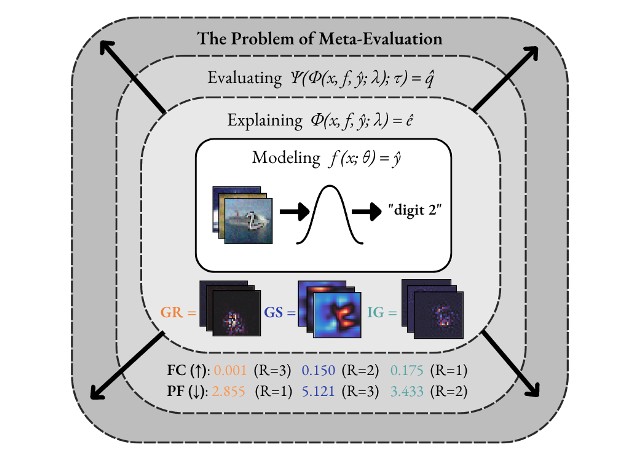 The Problem of Meta-Evaluation
Evaluating Ψ(Φ(x, f, ŷ; λ); τ) = q̂
Explaining Φ(x, f, ŷ; λ) = ê
Modeling f(x; θ) = ŷ
2 "digit 2"
GR = GS = IG =
FC (↑): 0.001 (R=3) 0.150 (R=2) 0.175 (R=1)
PF (↓): 2.855 (R=1) 5.121 (R=3) 3.433 (R=2)